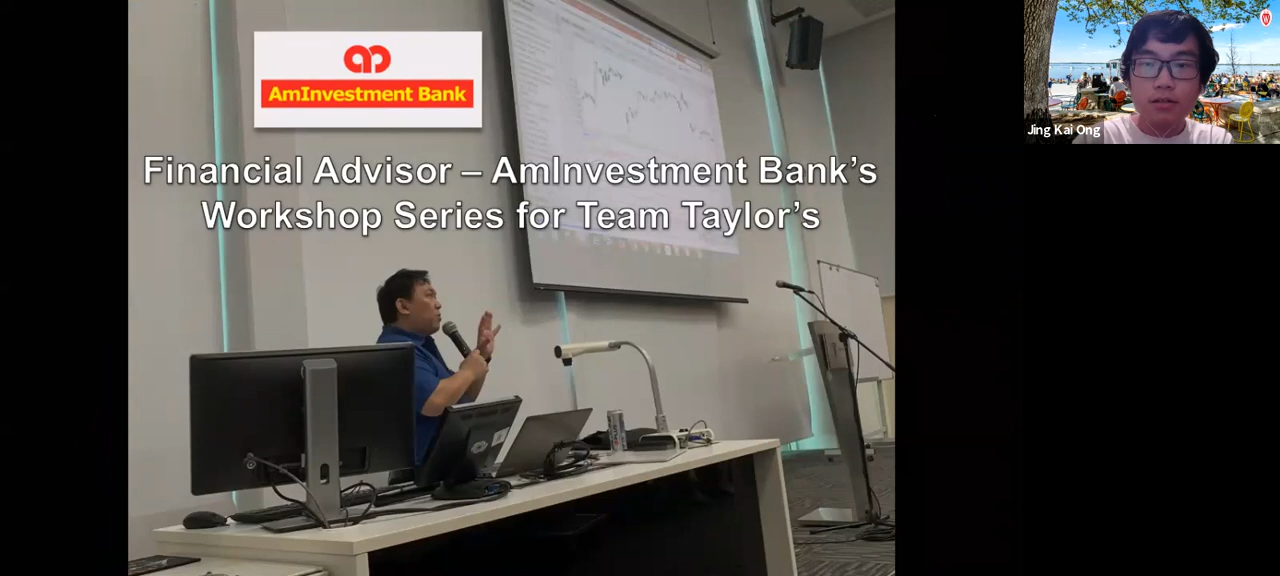 AmInvestment Bank
Financial Advisor – AmInvestment Bank’s
Workshop Series for Team Taylor’s
Jing Kai Ong
W